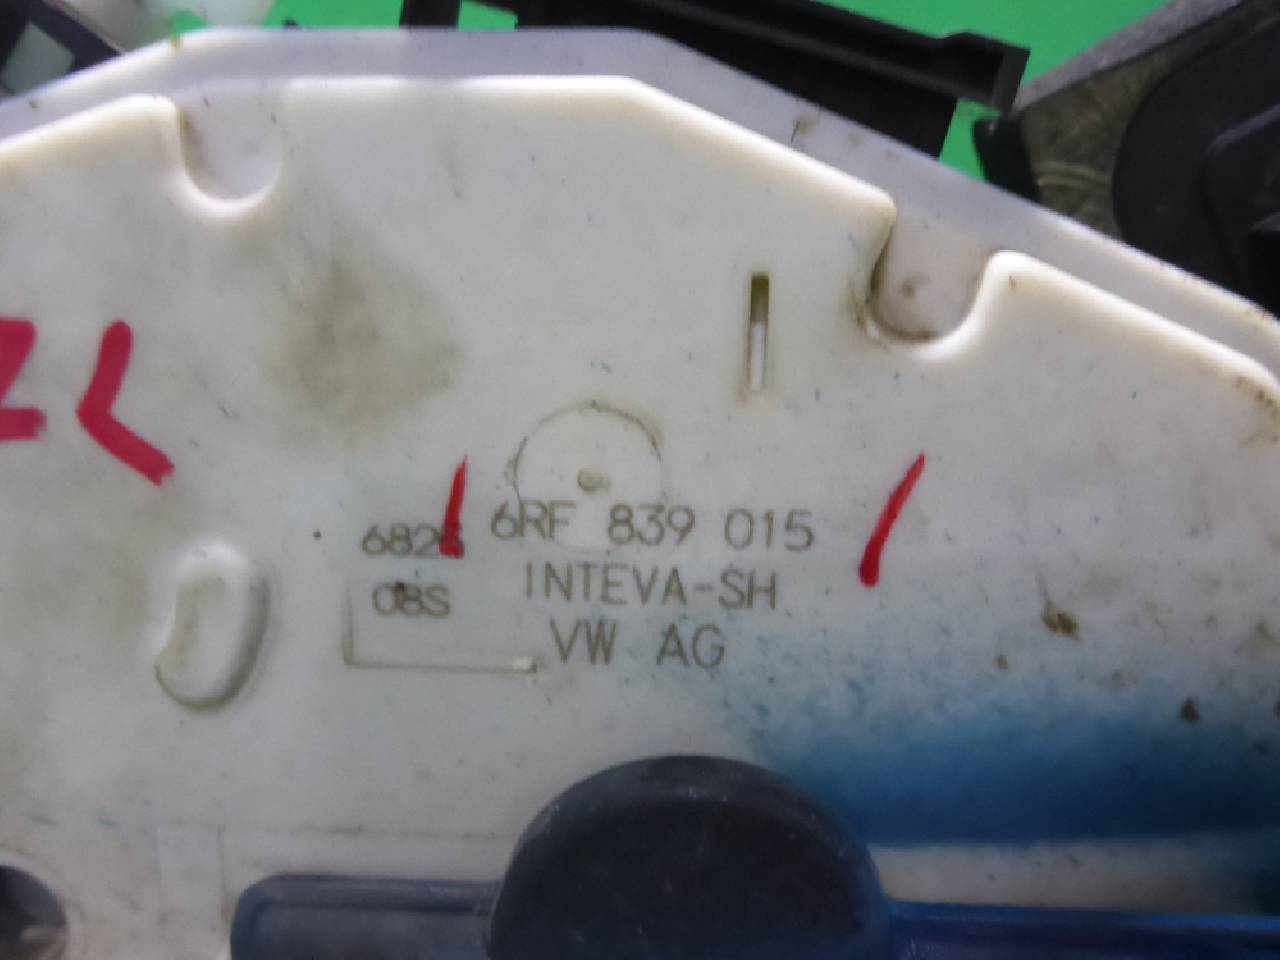 6RF 839 015
08S
INTEVA-SH
VW AG